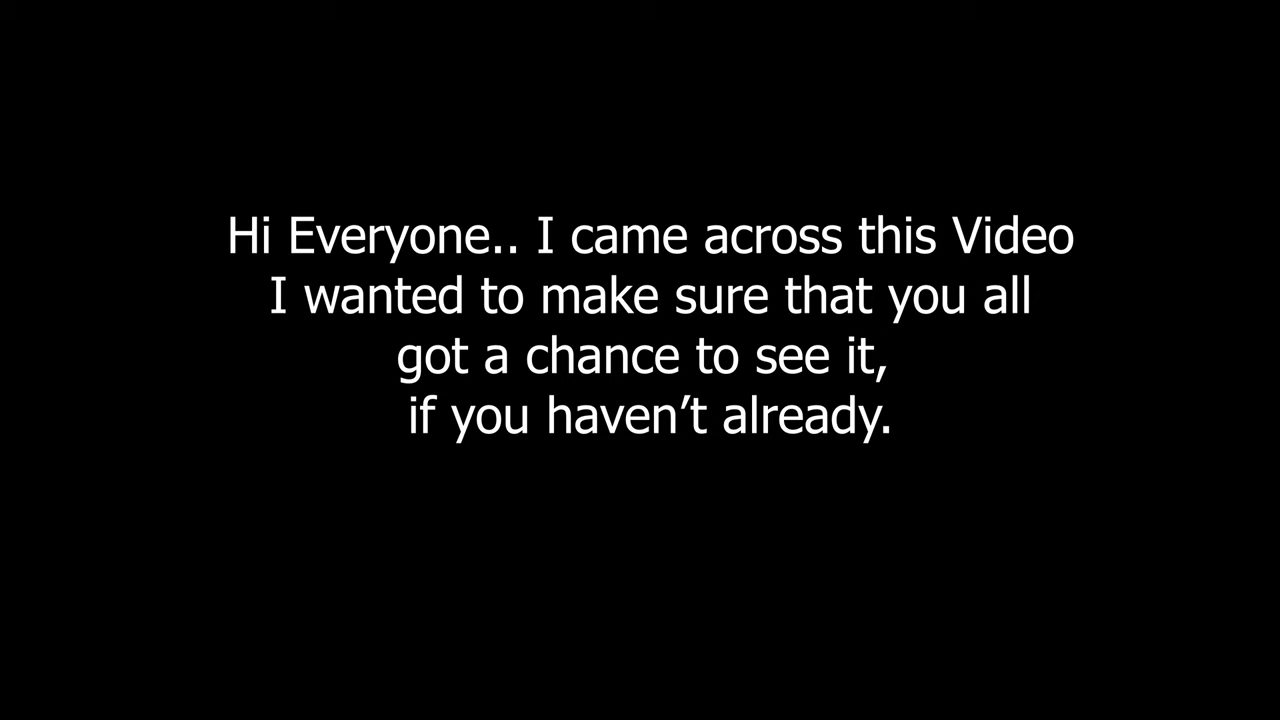 Hi Everyone.. I came across this Video
I wanted to make sure that you all
got a chance to see it,
if you haven’t already.